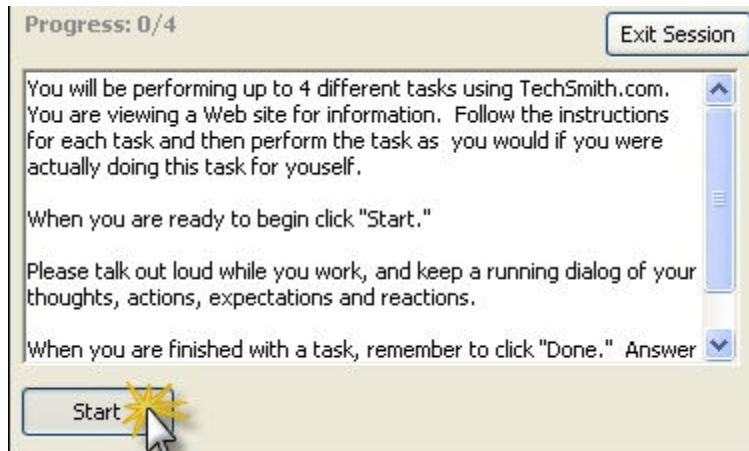 Progress: 0/4
Exit Session
You will be performing up to 4 different tasks using TechSmith.com.
You are viewing a Web site for information.  Follow the instructions
for each task and then perform the task as  you would if you were
actually doing this task for youself.
When you are ready to begin click "Start."
Please talk out loud while you work, and keep a running dialog of your
thoughts, actions, expectations and reactions.
When you are finished with a task, remember to click "Done."  Answer
Start